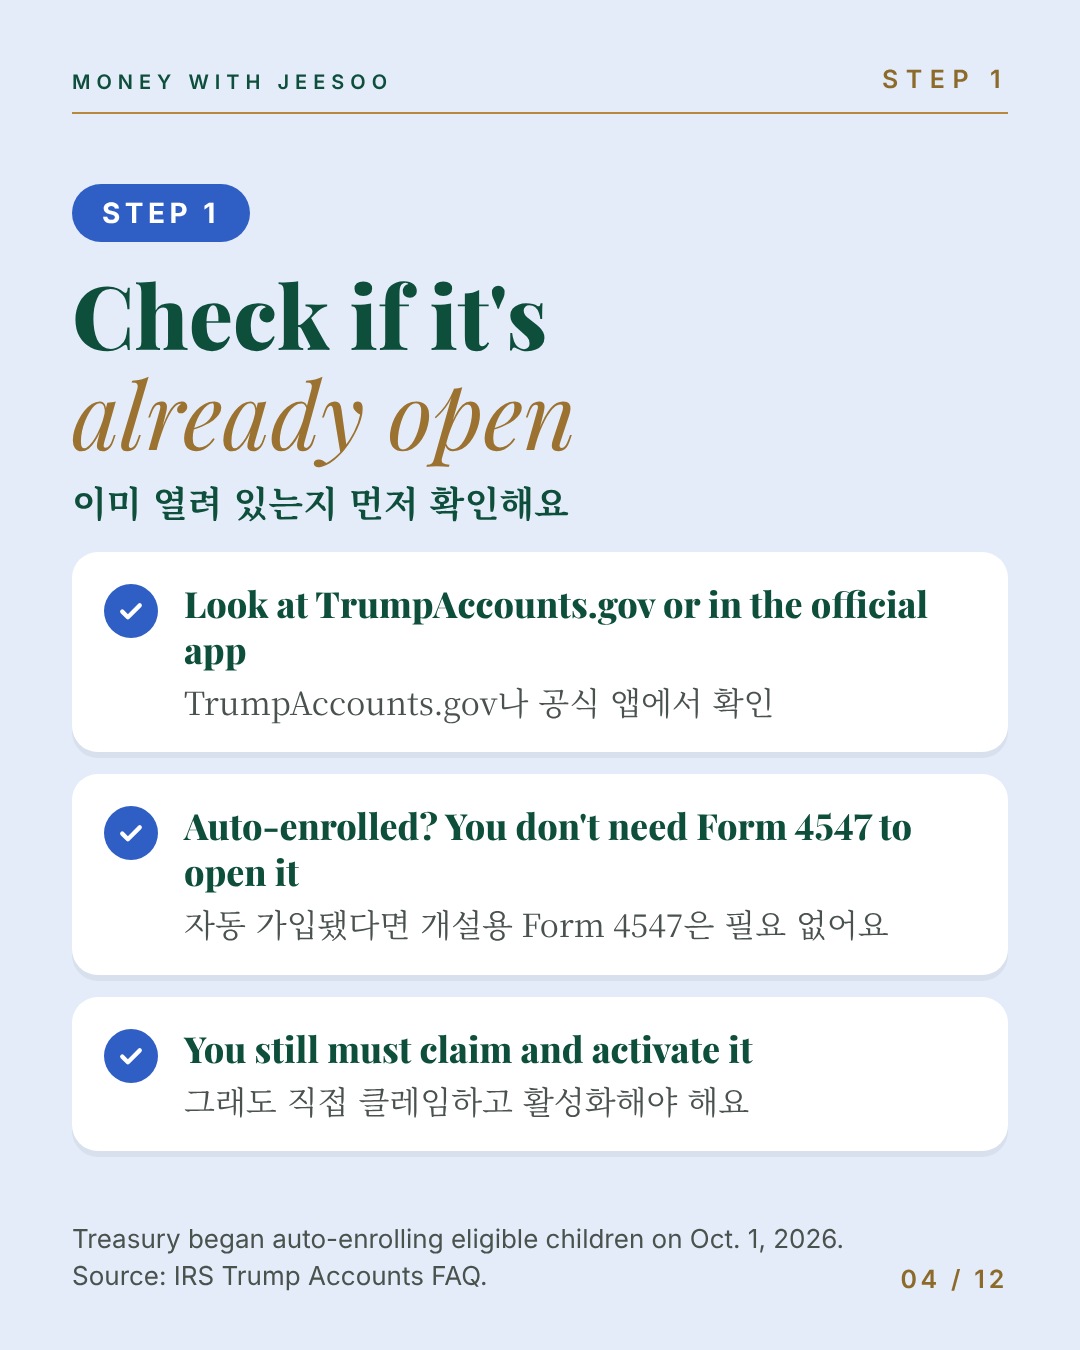 MONEY WITH JEESOO
STEP 1
STEP 1
Check if it's
already open
이미 열려 있는지 먼저 확인해요
Look at TrumpAccounts.gov or in the official
app
TrumpAccounts.gov나 공식 앱에서 확인
Auto-enrolled? You don't need Form 4547 to
open it
자동 가입됐다면 개설용 Form 4547은 필요 없어요
You still must claim and activate it
그래도 직접 클레임하고 활성화해야 해요
Treasury began auto-enrolling eligible children on Oct. 1, 2026.
Source: IRS Trump Accounts FAQ.
04 / 12